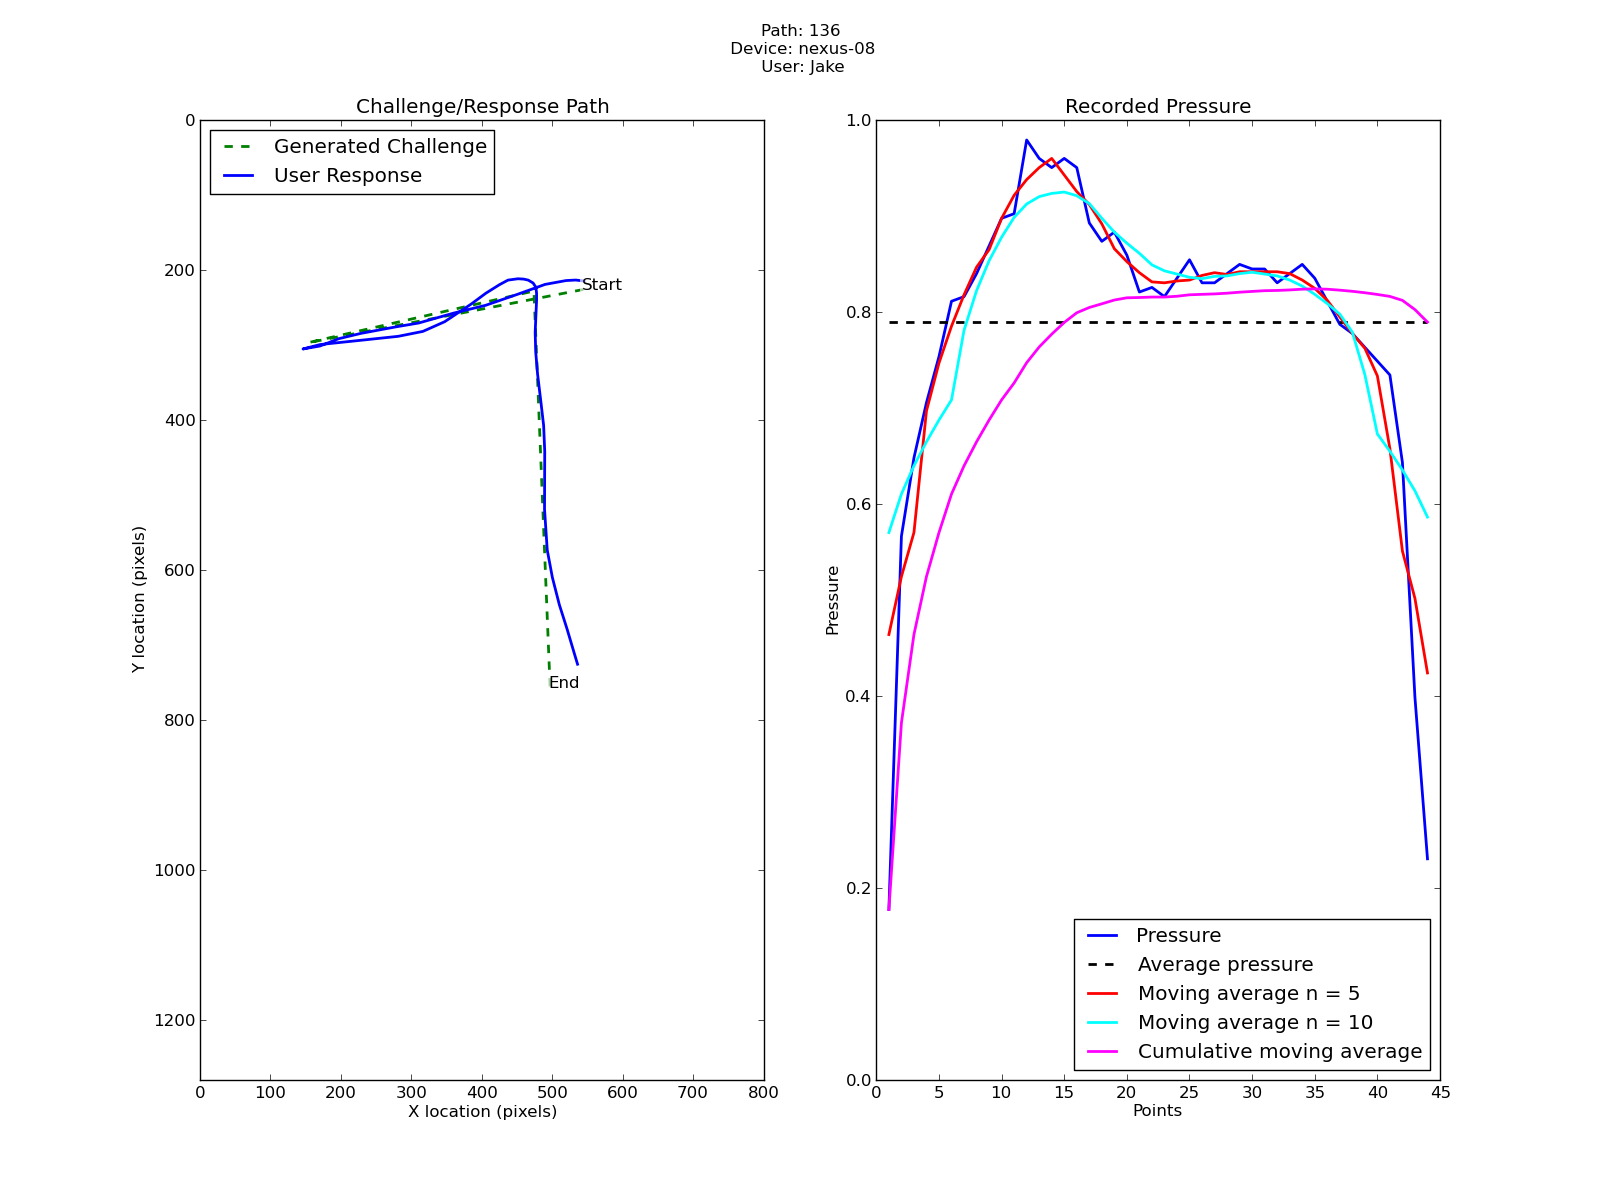 Path: 136
Device: nexus-08
User: Jake
Challenge/Response Path
Generated Challenge
User Response
Start
End
0
200
400
600
800
1000
1200
Y location (pixels)
0 100 200 300 400 500 600 700 800
X location (pixels)
Recorded Pressure
1.0
0.8
0.6
0.4
0.2
0.0
Pressure
Pressure
Average pressure
Moving average n = 5
Moving average n = 10
Cumulative moving average
0 5 10 15 20 25 30 35 40 45
Points